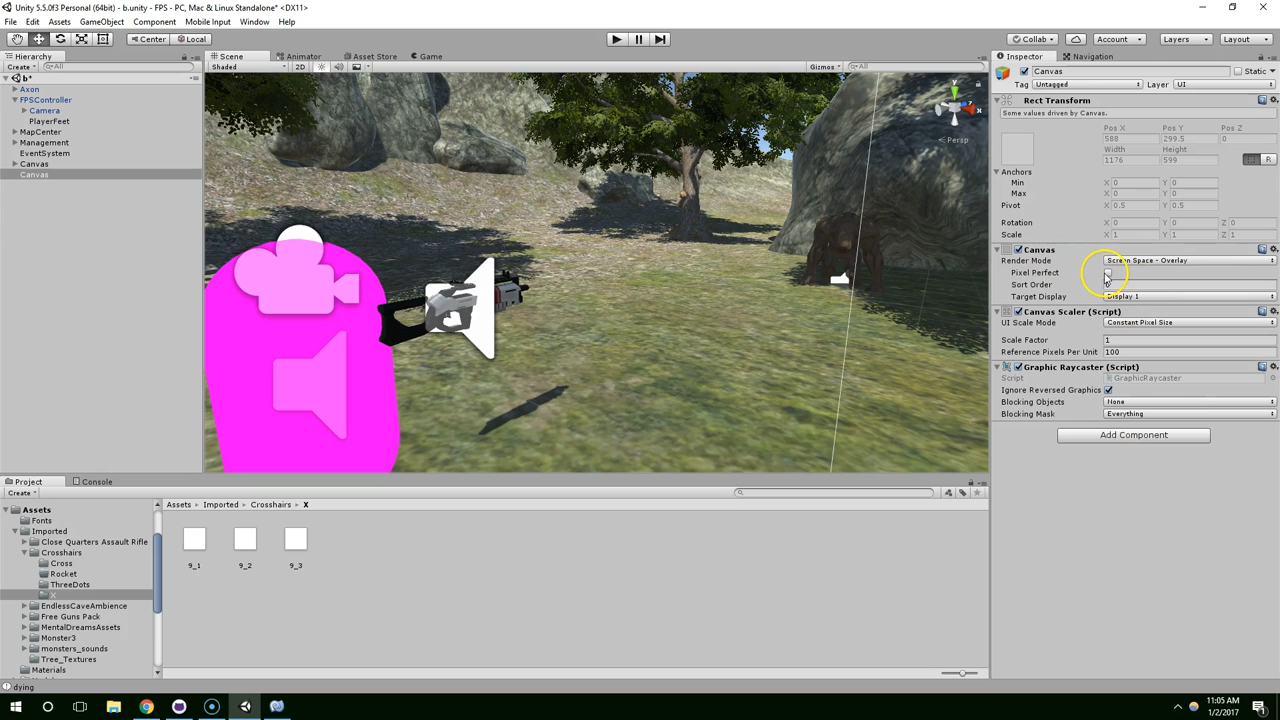 Unity 5.5.0f3 Personal (64bit) - b.unity - FPS - PC, Mac & Linux Standalone* <DX11>
File Edit Assets GameObject Component Mobile Input Window Help
Center Local Collab Account Layers Layout
Hierarchy Scene Animator Asset Store Game Inspector Navigation
Create All Shaded 2D Gizmos All
b*
Axon
FPSController
Camera
PlayerFeet
MapCenter
Management
EventSystem
Canvas
Canvas
y
x
Persp
Canvas Static
Tag Untagged Layer UI
Rect Transform
Some values driven by Canvas.
Pos X Pos Y Pos Z
588 299.5 0
Width Height
1176 599 R
Anchors
Min X 0 Y 0
Max X 0 Y 0
Pivot X 0.5 Y 0.5
Rotation X 0 Y 0 Z 0
Scale X 1 Y 1 Z 1
Canvas
Render Mode Screen Space - Overlay
Pixel Perfect
Sort Order
Target Display Display 1
Canvas Scaler (Script)
UI Scale Mode Constant Pixel Size
Scale Factor 1
Reference Pixels Per Unit 100
Graphic Raycaster (Script)
Script GraphicRaycaster
Ignore Reversed Graphics
Blocking Objects None
Blocking Mask Everything
Add Component
Project Console
Create
Assets
Fonts
Imported
Close Quarters Assault Rifle
Crosshairs
Cross
Rocket
ThreeDots
X
EndlessCaveAmbience
Free Guns Pack
MentalDreamsAssets
Monster3
monsters_sounds
Tree_Textures
Materials
Assets Imported Crosshairs X
9_1 9_2 9_3
dying
11:05 AM
1/2/2017
1